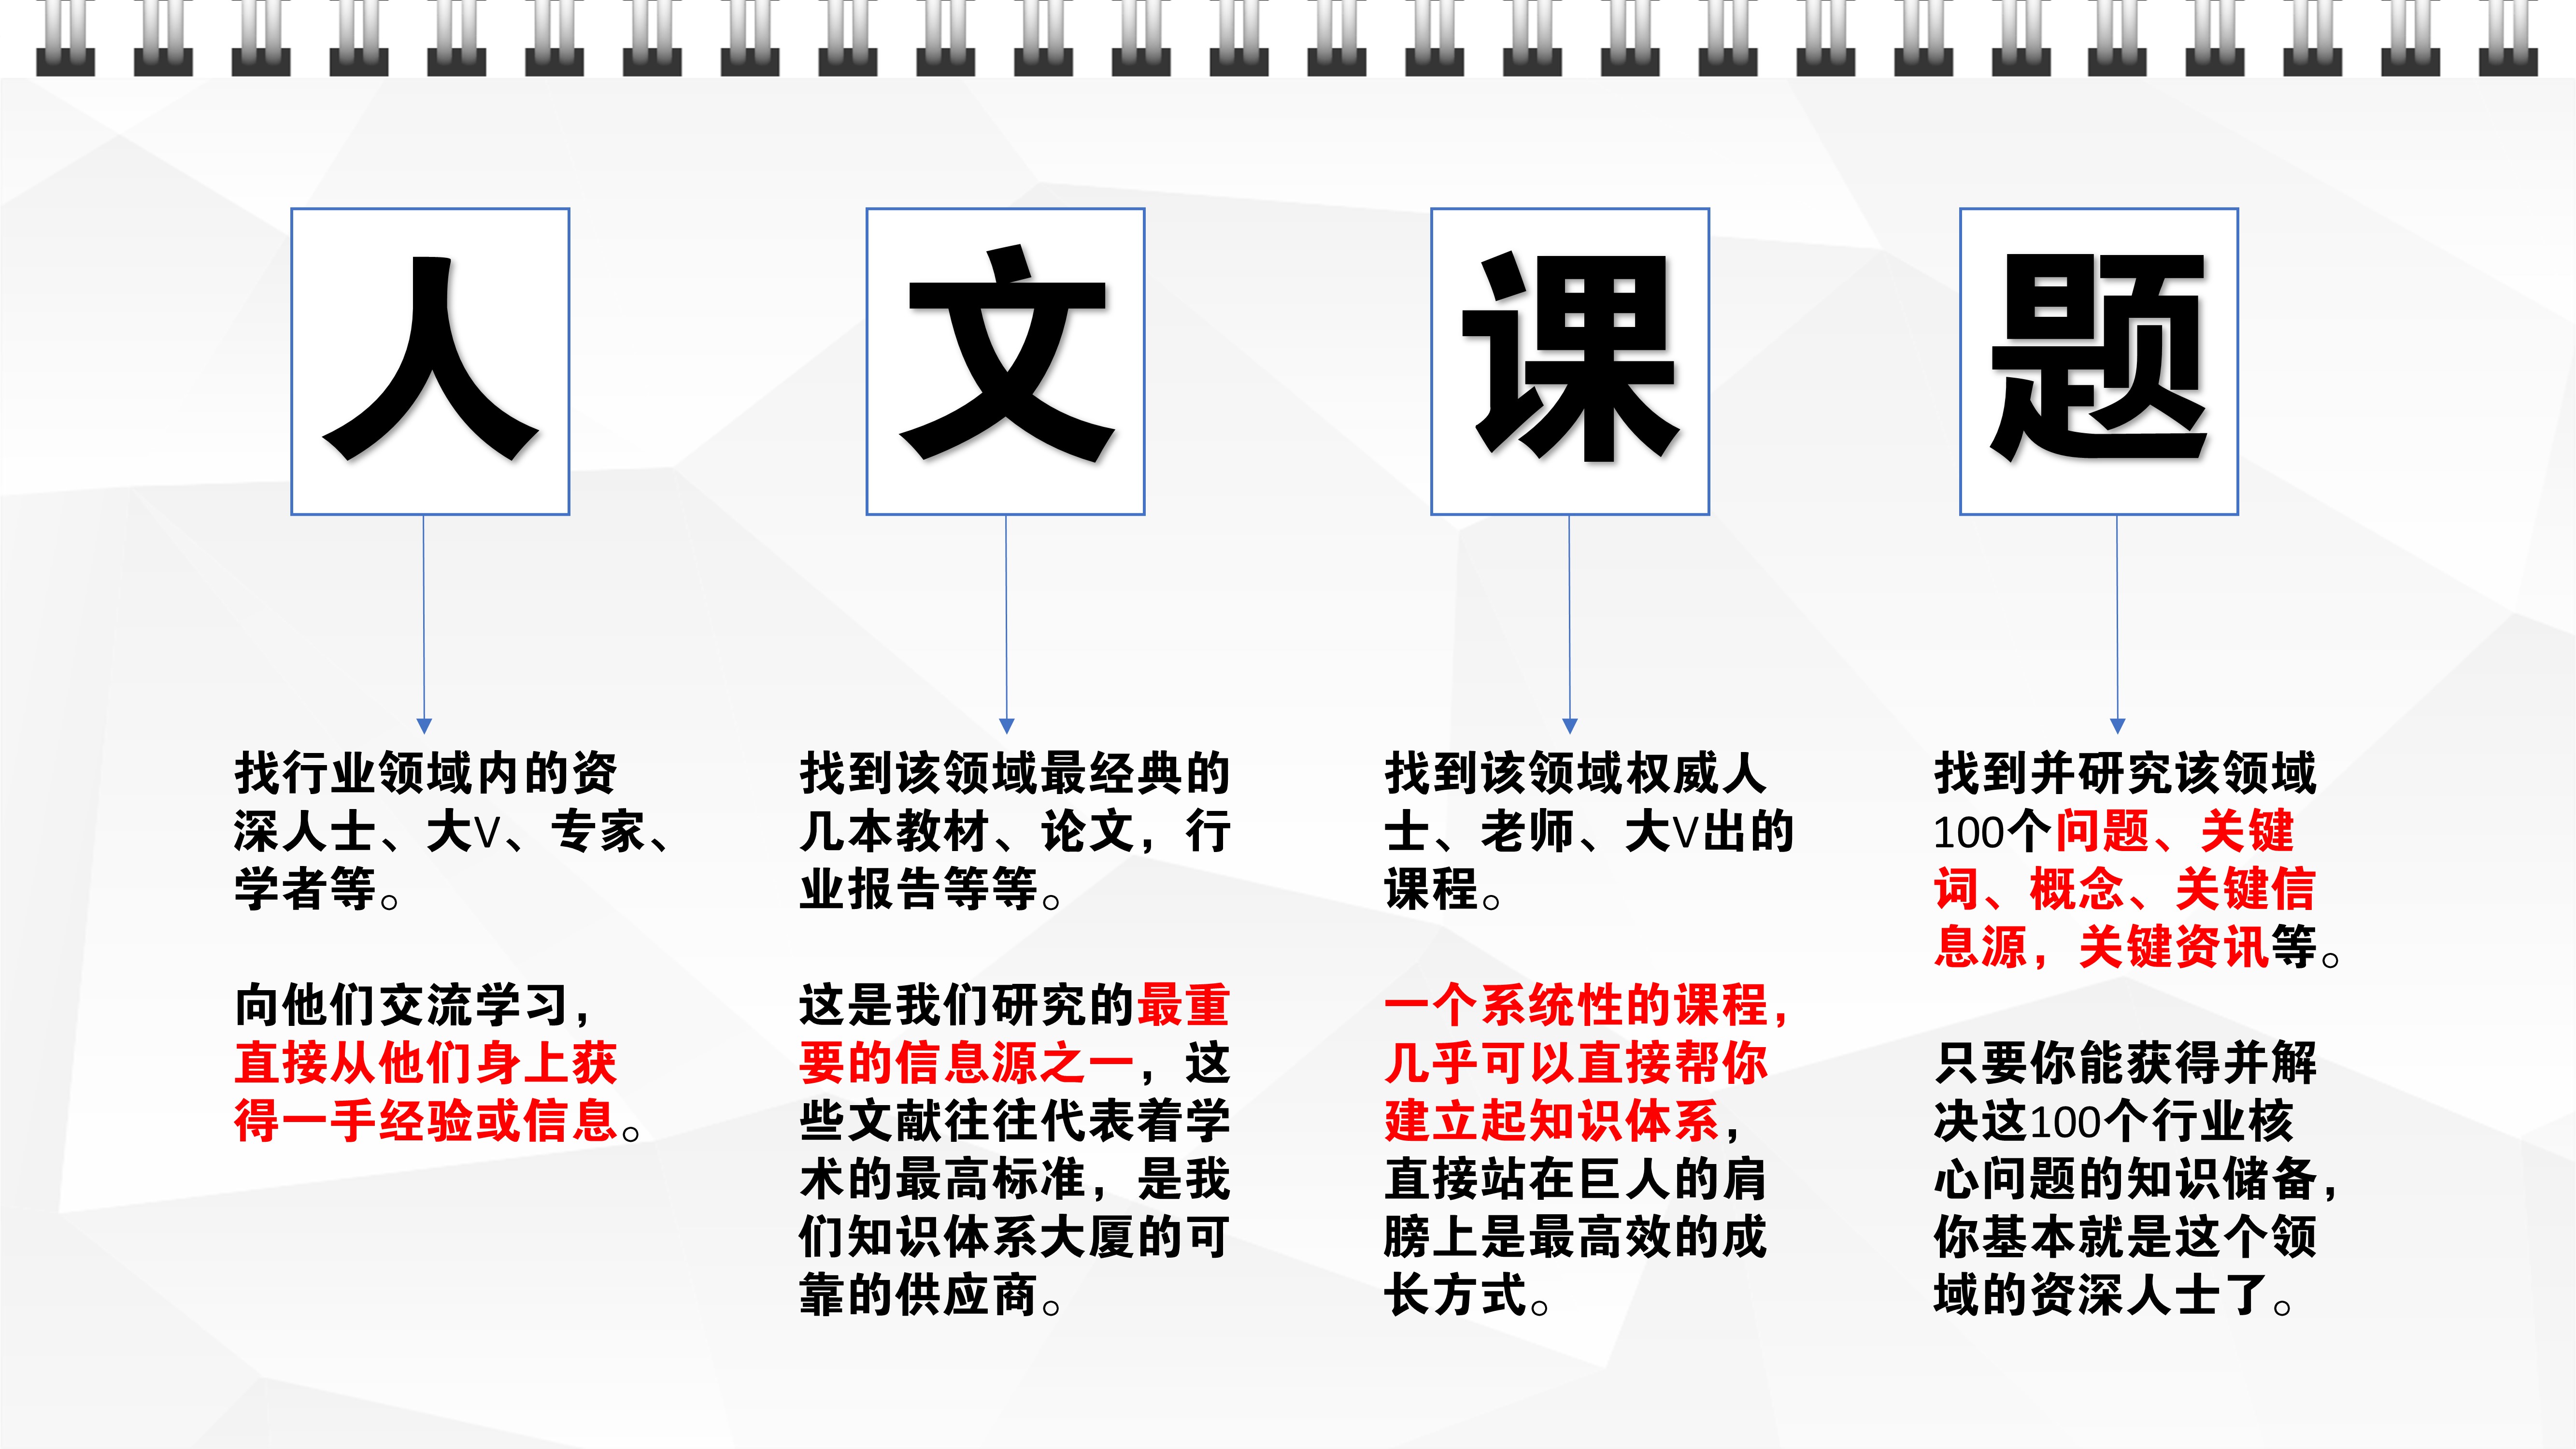 人
文
课
题
找行业领域内的资
深人士、大V、专家、
学者等。
向他们交流学习，
直接从他们身上获
得一手经验或信息。
找到该领域最经典的
几本教材、论文，行
业报告等等。
这是我们研究的最重
要的信息源之一，这
些文献往往代表着学
术的最高标准，是我
们知识体系大厦的可
靠的供应商。
找到该领域权威人
士、老师、大V出的
课程。
一个系统性的课程，
几乎可以直接帮你
建立起知识体系，
直接站在巨人的肩
膀上是最高效的成
长方式。
找到并研究该领域
100个问题、关键
词、概念、关键信
息源，关键资讯等。
只要你能获得并解
决这100个行业核
心问题的知识储备，
你基本就是这个领
域的资深人士了。